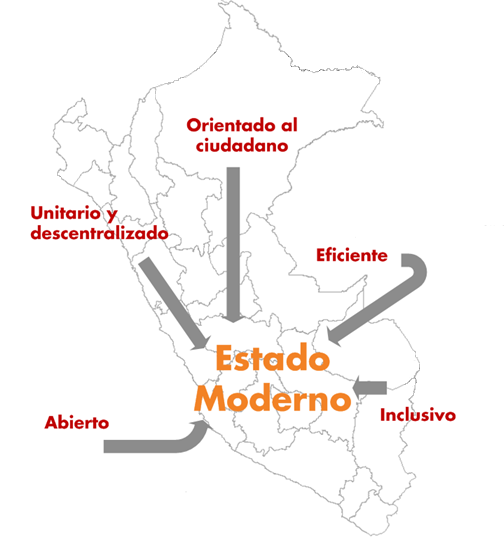 Orientado al
ciudadano
Unitario y
descentralizado
Eficiente
Estado
Moderno
Inclusivo
Abierto